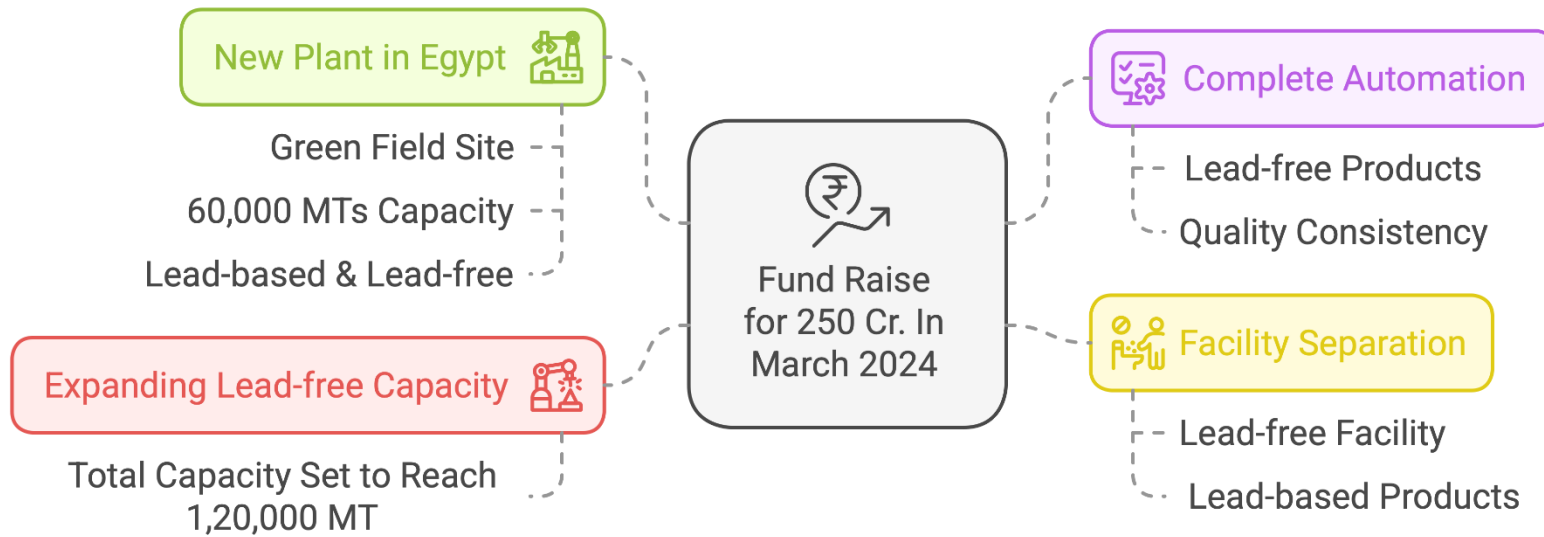 New Plant in Egypt
Green Field Site
60,000 MTs Capacity
Lead-based & Lead-free
Expanding Lead-free Capacity
Total Capacity Set to Reach
1,20,000 MT
₹
Fund Raise
for 250 Cr. In
March 2024
Complete Automation
Lead-free Products
Quality Consistency
Facility Separation
Lead-free Facility
Lead-based Products